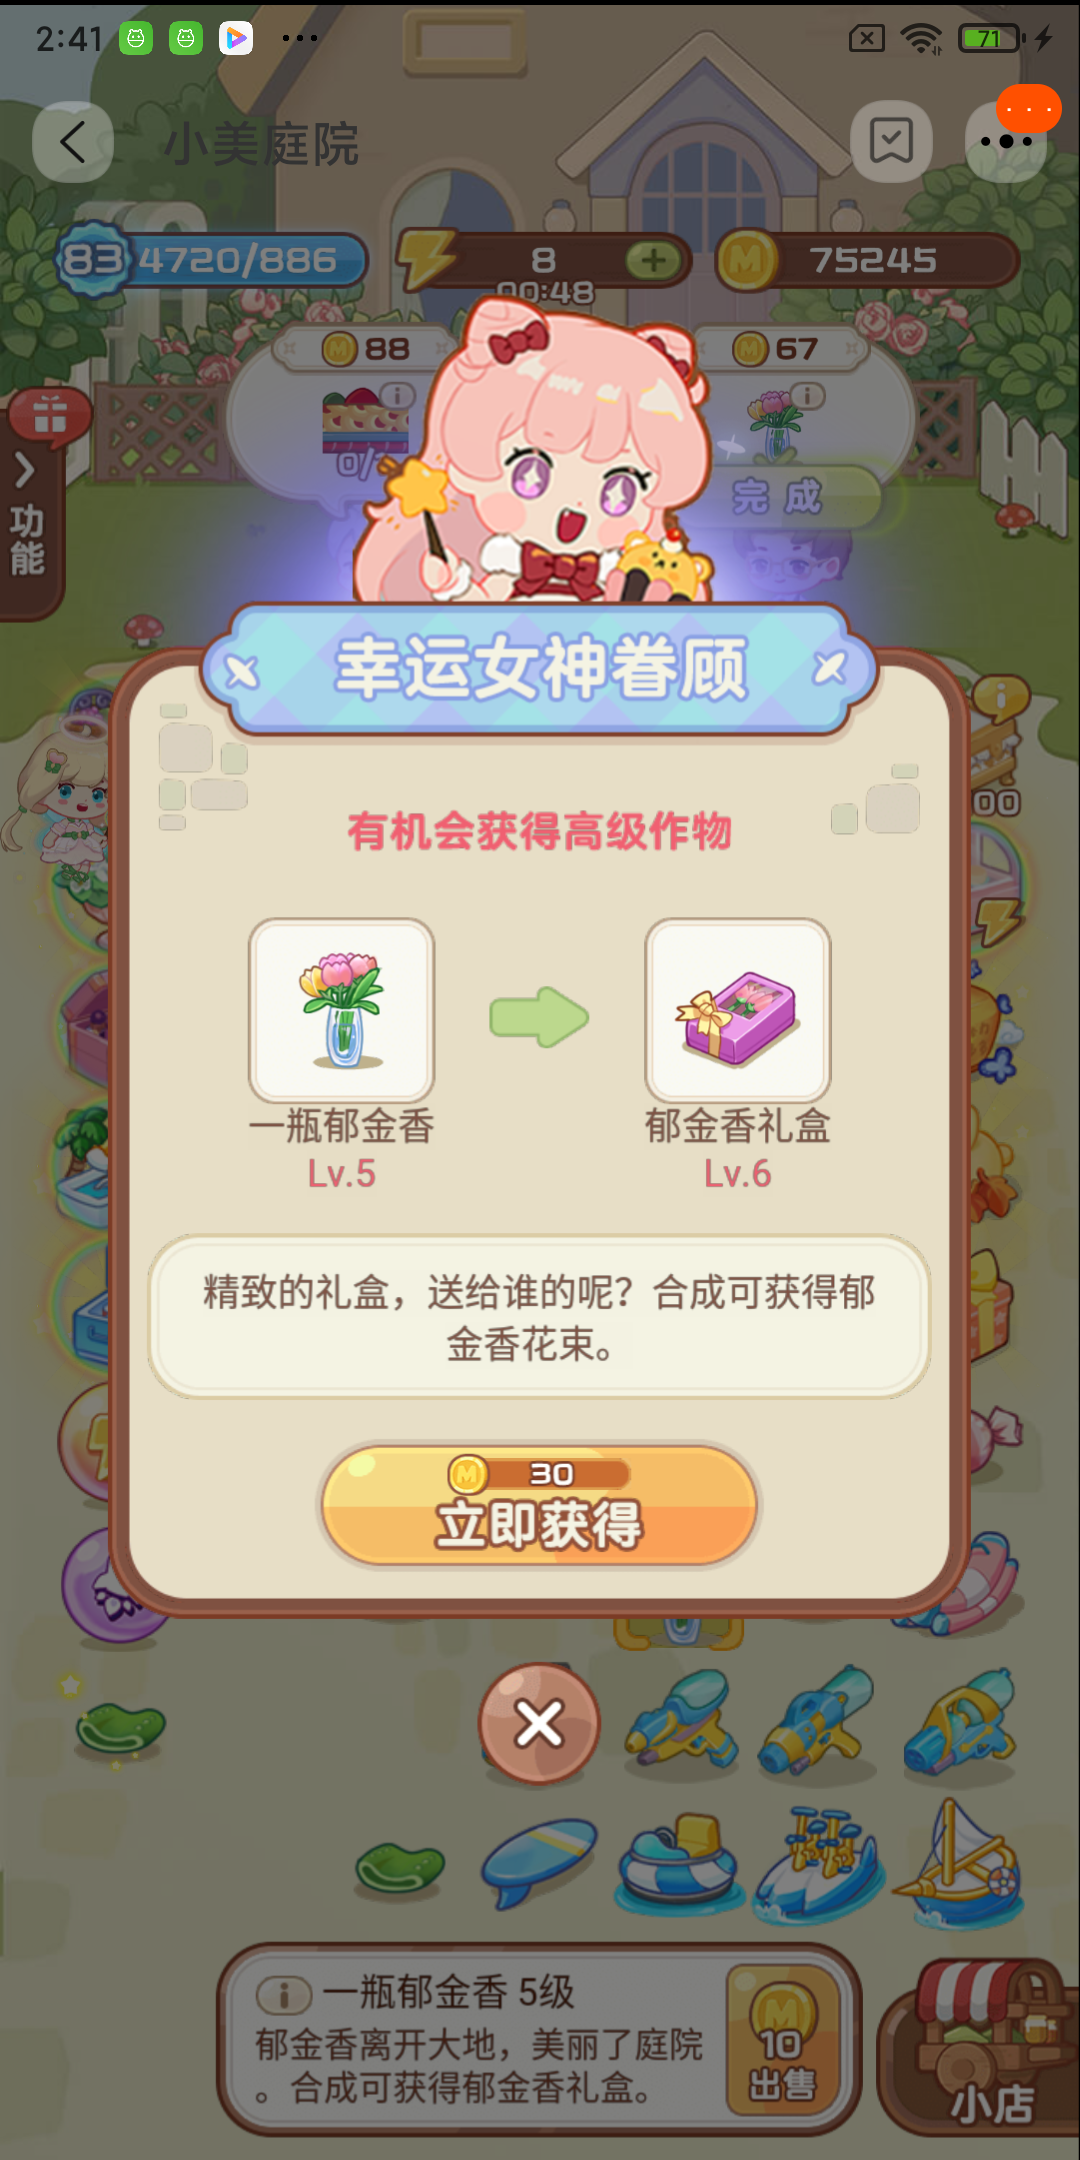 2:41
71
小美庭院
83 4720/886
8
00:48
75245
88
67
0/
完成
功能
幸运女神眷顾
00
有机会获得高级作物
一瓶郁金香
Lv.5
郁金香礼盒
Lv.6
精致的礼盒，送给谁的呢？合成可获得郁
金香花束。
30
立即获得
一瓶郁金香 5级
郁金香离开大地，美丽了庭院
。合成可获得郁金香礼盒。
10
出售
小店